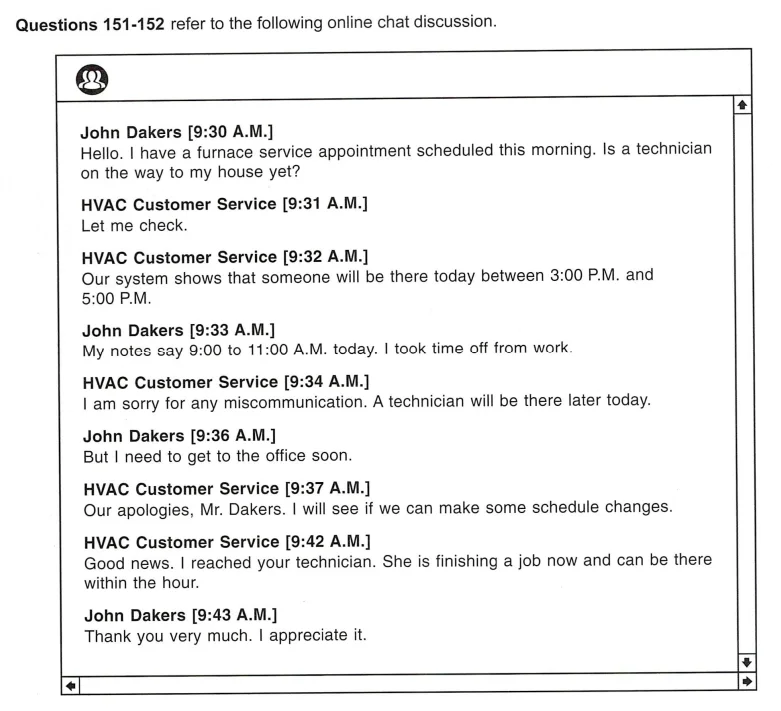 Questions 151-152 refer to the following online chat discussion.
John Dakers [9:30 A.M.]
Hello. I have a furnace service appointment scheduled this morning. Is a technician
on the way to my house yet?
HVAC Customer Service [9:31 A.M.]
Let me check.
HVAC Customer Service [9:32 A.M.]
Our system shows that someone will be there today between 3:00 P.M. and
5:00 P.M.
John Dakers [9:33 A.M.]
My notes say 9:00 to 11:00 A.M. today. I took time off from work.
HVAC Customer Service [9:34 A.M.]
I am sorry for any miscommunication. A technician will be there later today.
John Dakers [9:36 A.M.]
But I need to get to the office soon.
HVAC Customer Service [9:37 A.M.]
Our apologies, Mr. Dakers. I will see if we can make some schedule changes.
HVAC Customer Service [9:42 A.M.]
Good news. I reached your technician. She is finishing a job now and can be there
within the hour.
John Dakers [9:43 A.M.]
Thank you very much. I appreciate it.